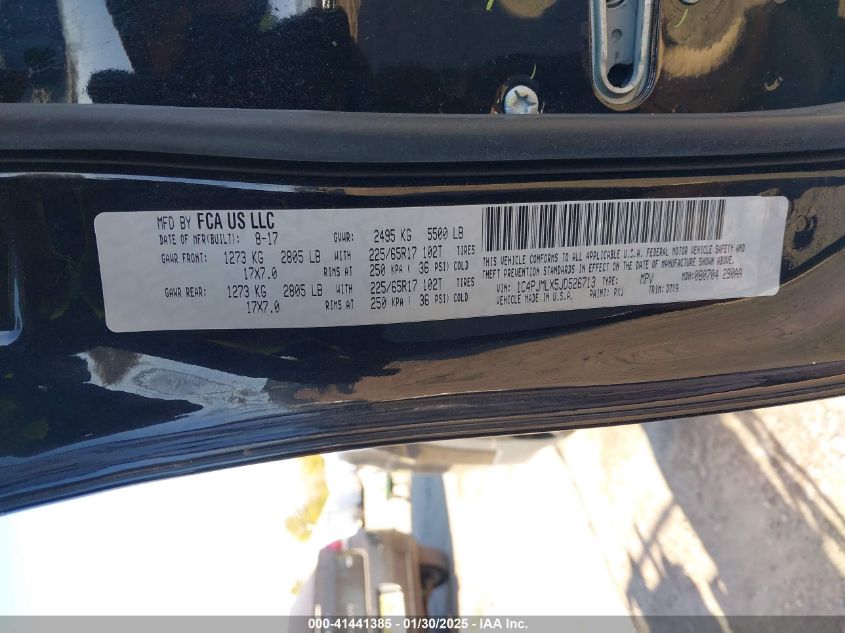 MFD BY FCA US LLC
DATE OF MFR(BUILT): 8-17 GVWR: 2495 KG 5500 LB
GAWR FRONT: 1273 KG 2805 LB WITH 225/65R17 102T TIRES
17X7.0 RIMS AT 250 KPA ( 36 PSI) COLD
GAWR REAR: 1273 KG 2805 LB WITH 225/65R17 102T TIRES
17X7.0 RIMS AT 250 KPA ( 36 PSI) COLD
THIS VEHICLE CONFORMS TO ALL APPLICABLE U.S.A. FEDERAL MOTOR VEHICLE SAFETY AND
THEFT PREVENTION STANDARDS IN EFFECT ON THE DATE OF MANUFACTURE SHOWN ABOVE.
VIN: 1C4PJMLX5JD526713 TYPE: MPV MDH: 080704 290AA
VEHICLE MADE IN U.S.A. PAINT: PXJ TRIM: D7X9
000-41441385 - 01/30/2025 - IAA Inc.